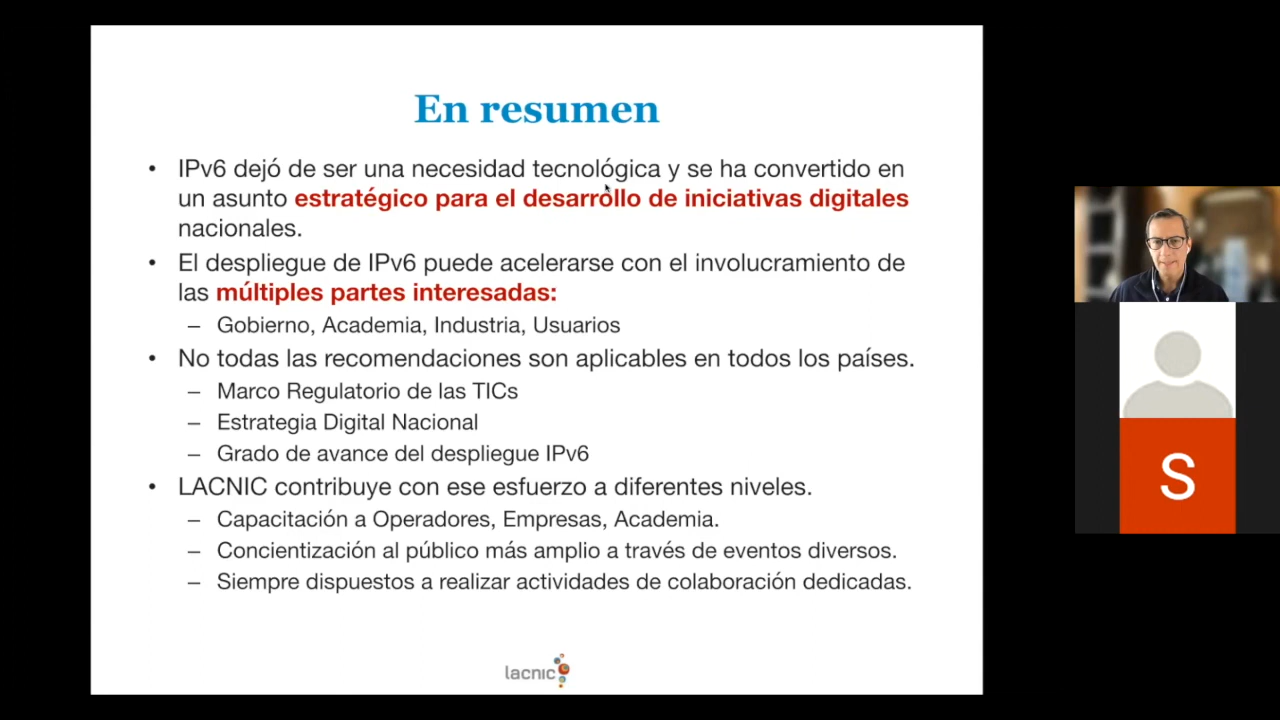 En resumen
• IPv6 dejó de ser una necesidad tecnológica y se ha convertido en
un asunto estratégico para el desarrollo de iniciativas digitales
nacionales.
• El despliegue de IPv6 puede acelerarse con el involucramiento de
las múltiples partes interesadas:
– Gobierno, Academia, Industria, Usuarios
• No todas las recomendaciones son aplicables en todos los países.
– Marco Regulatorio de las TICs
– Estrategia Digital Nacional
– Grado de avance del despliegue IPv6
• LACNIC contribuye con ese esfuerzo a diferentes niveles.
– Capacitación a Operadores, Empresas, Academia.
– Concientización al público más amplio a través de eventos diversos.
– Siempre dispuestos a realizar actividades de colaboración dedicadas.
lacnic
S